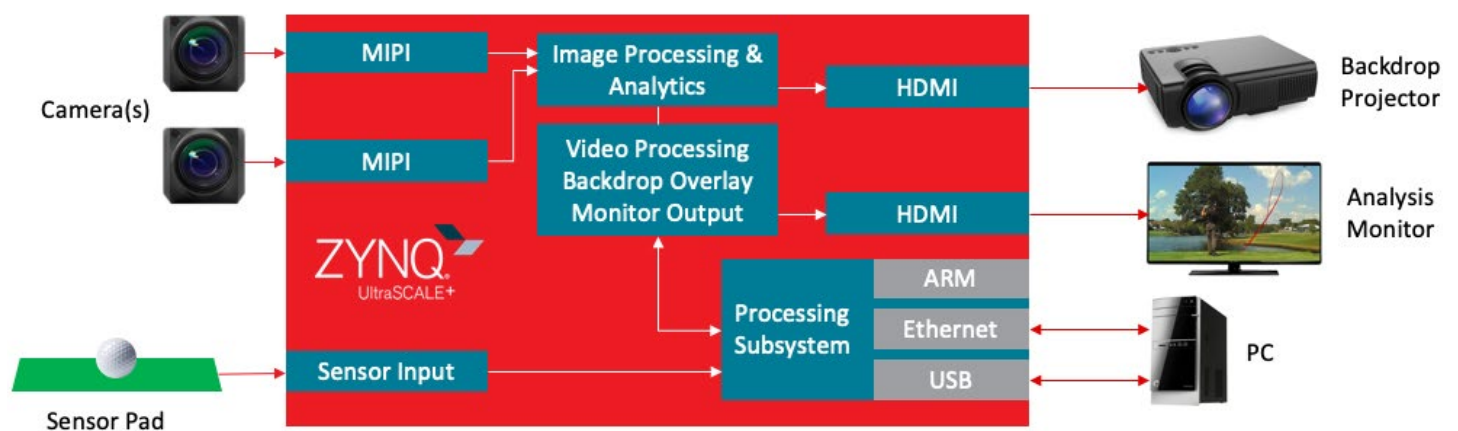 Camera(s)
MIPI
MIPI
Image Processing &
Analytics
HDMI
Video Processing
Backdrop Overlay
Monitor Output
HDMI
Backdrop
Projector
Analysis
Monitor
ZYNQ®
UltraSCALE+
Processing
Subsystem
ARM
Ethernet
USB
PC
Sensor Input
Sensor Pad